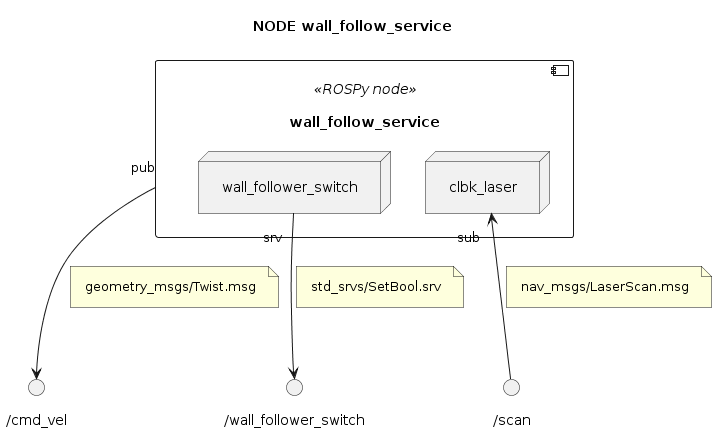 NODE wall_follow_service
«ROSPy node»
wall_follow_service
pub
wall_follower_switch
clbk_laser
srv
sub
geometry_msgs/Twist.msg
std_srvs/SetBool.srv
nav_msgs/LaserScan.msg
/cmd_vel
/wall_follower_switch
/scan